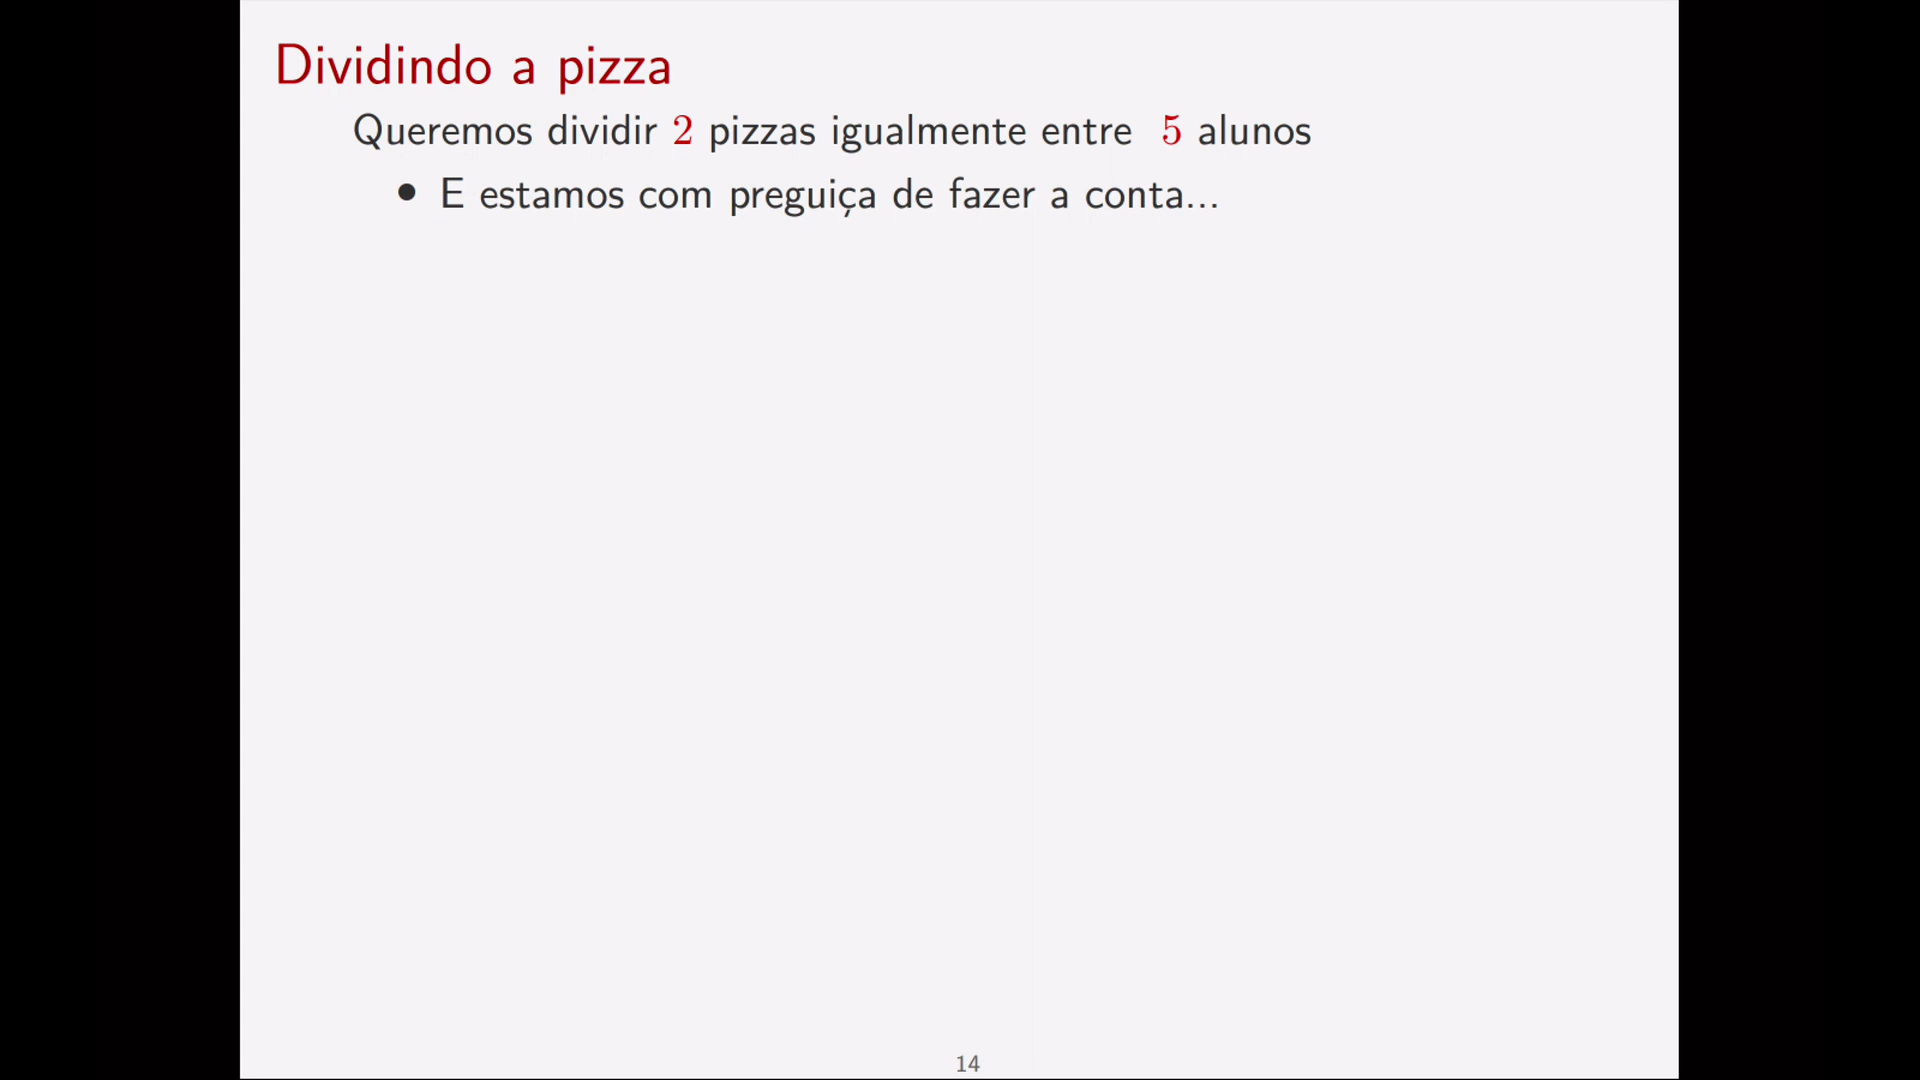 Dividindo a pizza
Queremos dividir 2 pizzas igualmente entre 5 alunos
• E estamos com preguiça de fazer a conta...
14